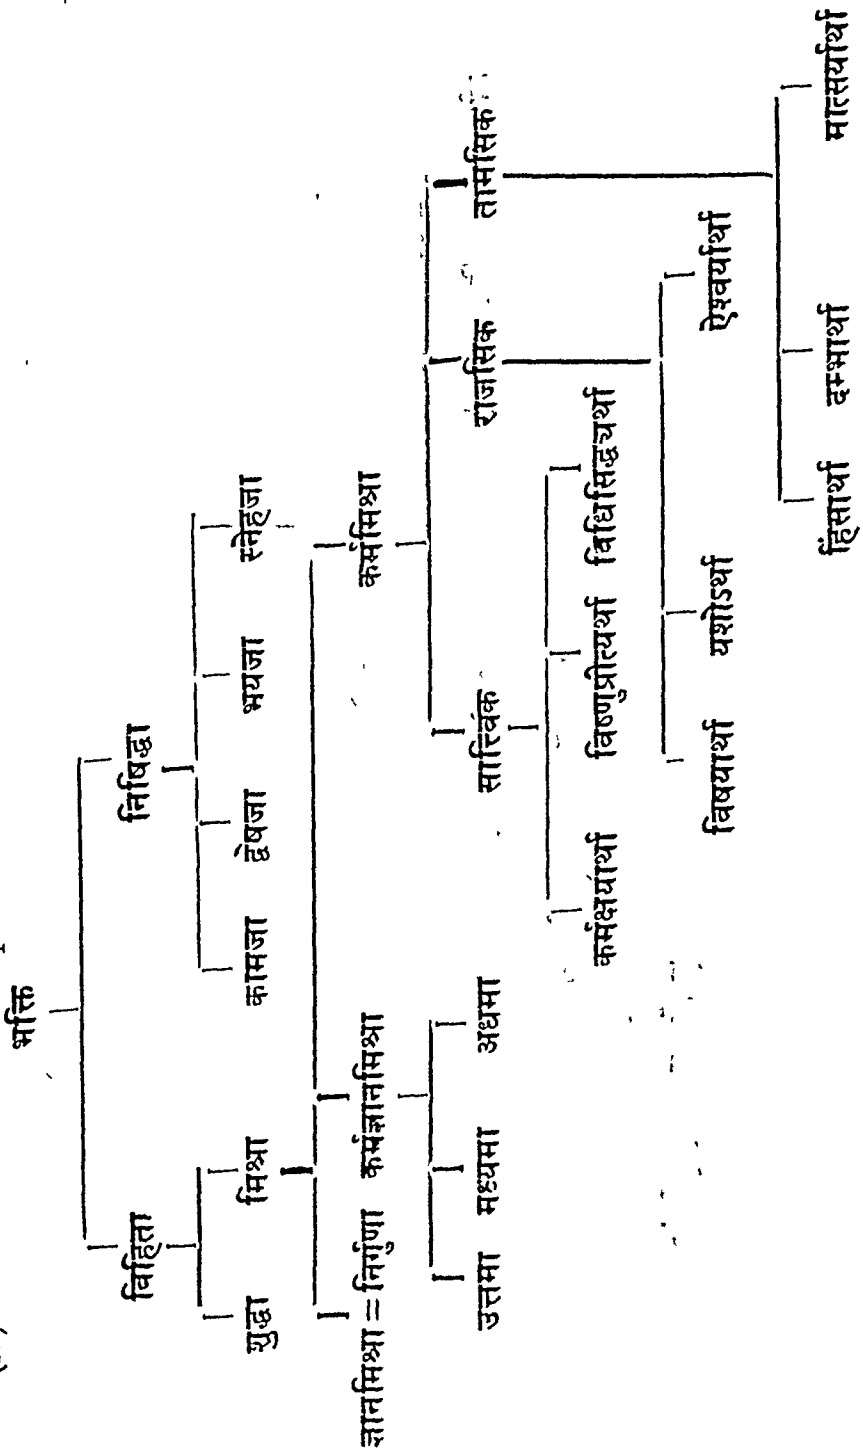 भक्ति
विहिता निषिद्धा
शुद्धा मिश्रा कामजा द्वेषजा भयजा स्नेहजा
ज्ञानमिश्रा = निर्गुणा कर्मज्ञानमिश्रा कर्ममिश्रा
उत्तमा मध्यमा अधमा सात्त्विक राजसिक तामसिक
कर्मक्षयार्था विष्णुप्रीत्यर्था विधिसिद्ध्यर्था
विषयार्था यशोऽर्था ऐश्वर्यार्था
हिंसार्था दम्भार्था मात्सर्यार्था